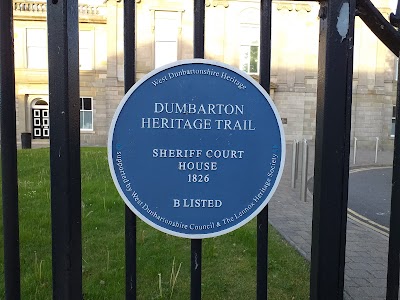 West Dunbartonshire Heritage
DUMBARTON
HERITAGE TRAIL
SHERIFF COURT
HOUSE
1826
B LISTED
supported by West Dunbartonshire Council & The Lennox Heritage Society